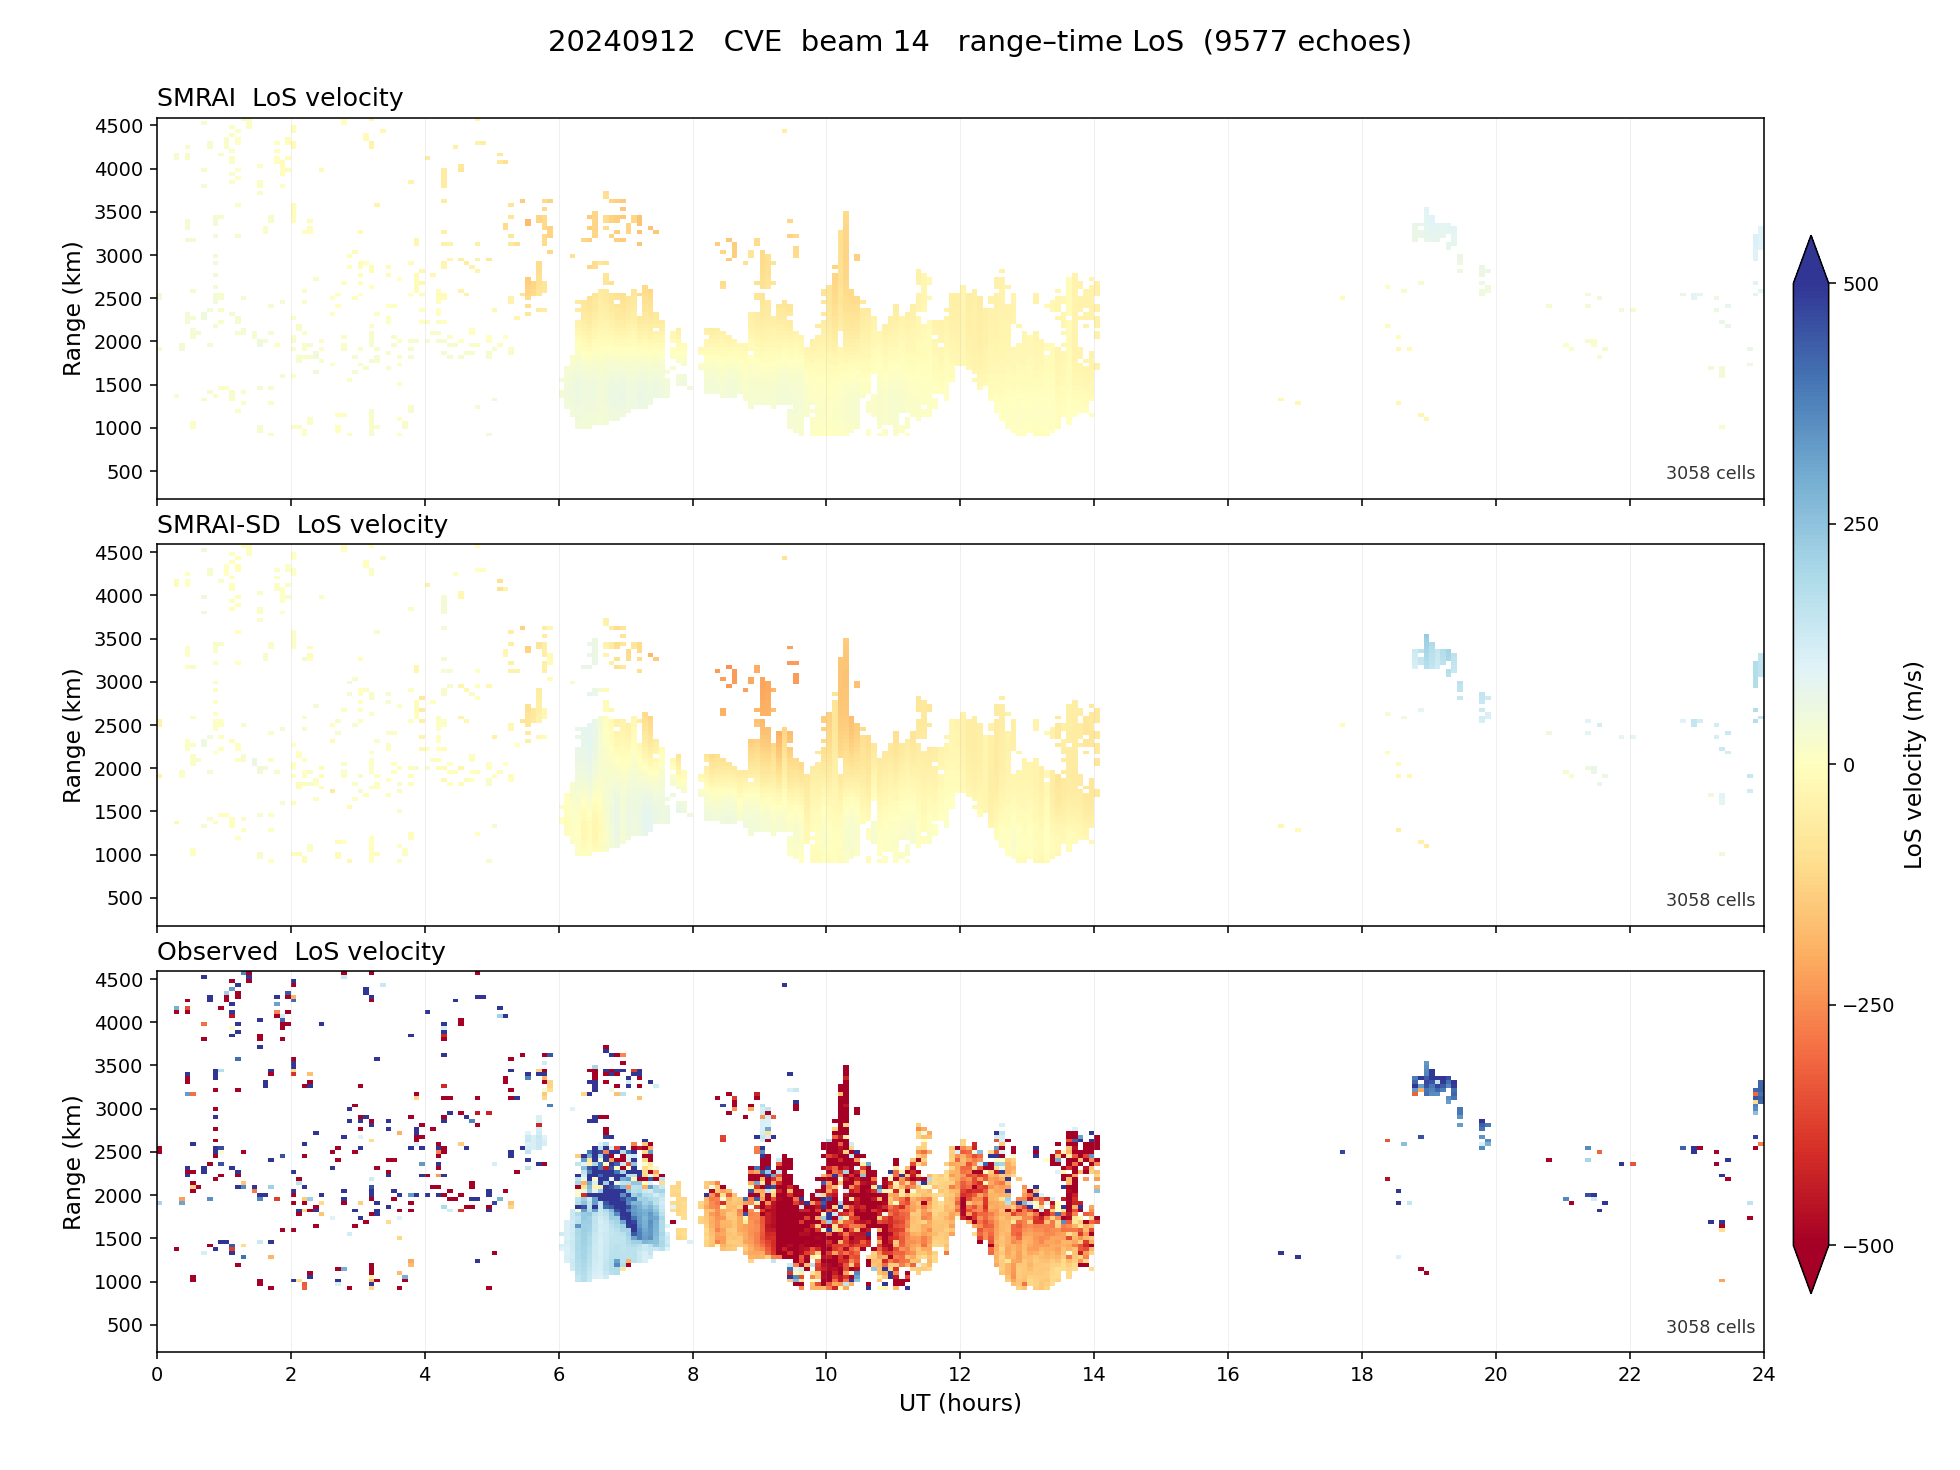 20240912   CVE  beam 14   range–time LoS  (9577 echoes)
SMRAI  LoS velocity
4500
4000
3500
3000
2500
2000
1500
1000
500
Range (km)
3058 cells
SMRAI-SD  LoS velocity
4500
4000
3500
3000
2500
2000
1500
1000
500
Range (km)
3058 cells
Observed  LoS velocity
4500
4000
3500
3000
2500
2000
1500
1000
500
Range (km)
3058 cells
0 2 4 6 8 10 12 14 16 18 20 22 24
UT (hours)
500
250
0
−250
−500
LoS velocity (m/s)